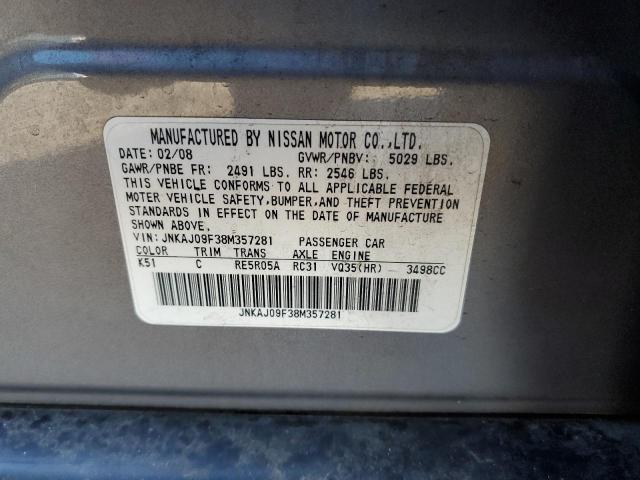 MANUFACTURED BY NISSAN MOTOR CO.,LTD.
DATE: 02/08 GVWR/PNBV: 5029 LBS.
GAWR/PNBE FR: 2491 LBS. RR: 2546 LBS.
THIS VEHICLE CONFORMS TO ALL APPLICABLE FEDERAL
MOTOR VEHICLE SAFETY,BUMPER,AND THEFT PREVENTION
STANDARDS IN EFFECT ON THE DATE OF MANUFACTURE
SHOWN ABOVE.
VIN: JNKAJ09F38M357281 PASSENGER CAR
COLOR TRIM TRANS AXLE ENGINE
K51 C RE5R05A RC31 VQ35(HR) 3498CC
JNKAJ09F38M357281